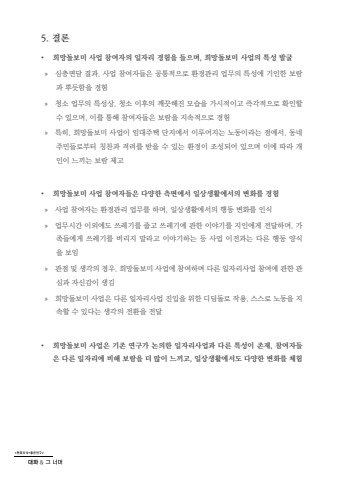 5. 결론
• 희망돋보미 사업 참여자의 일자리 경험을 들으며, 희망돋보미 사업의 특성 발굴
» 심층면담 결과, 사업 참여자들은 공통적으로 환경관리 업무의 특성에 기인한 보람
과 뿌듯함을 경험
» 청소 업무의 특성상, 청소 이후의 깨끗해진 모습을 가시적이고 즉각적으로 확인할
수 있으며, 이를 통해 참여자들은 보람을 지속적으로 경험
» 특히, 희망돋보미 사업이 임대주택 단지에서 이루어지는 노동이라는 점에서, 동네
주민들로부터 칭찬과 격려를 받을 수 있는 환경이 조성되어 있으며 이에 따라 개
인이 느끼는 보람 제고
• 희망돋보미 사업 참여자들은 다양한 측면에서 일상생활에서의 변화를 경험
» 사업 참여자는 환경관리 업무를 하며, 일상생활에서의 행동 변화를 인식
» 업무시간 이외에도 쓰레기를 줍고 쓰레기에 관한 이야기를 지인에게 전달하며, 가
족들에게 쓰레기를 버리지 말라고 이야기하는 등 사업 이전과는 다른 행동 양식
을 보임
» 관점 및 생각의 경우, 희망돋보미 사업에 참여하며 다른 일자리사업 참여에 관한 관
심과 자신감이 생김
» 희망돋보미 사업은 다른 일자리사업 진입을 위한 디딤돌로 작용, 스스로 노동을 지
속할 수 있다는 생각의 전환을 전달
• 희망돋보미 사업은 기존 연구가 논의한 일자리사업과 다른 특성이 존재, 참여자들
은 다른 일자리에 비해 보람을 더 많이 느끼고, 일상생활에서도 다양한 변화를 체험
대화 & 그 너머